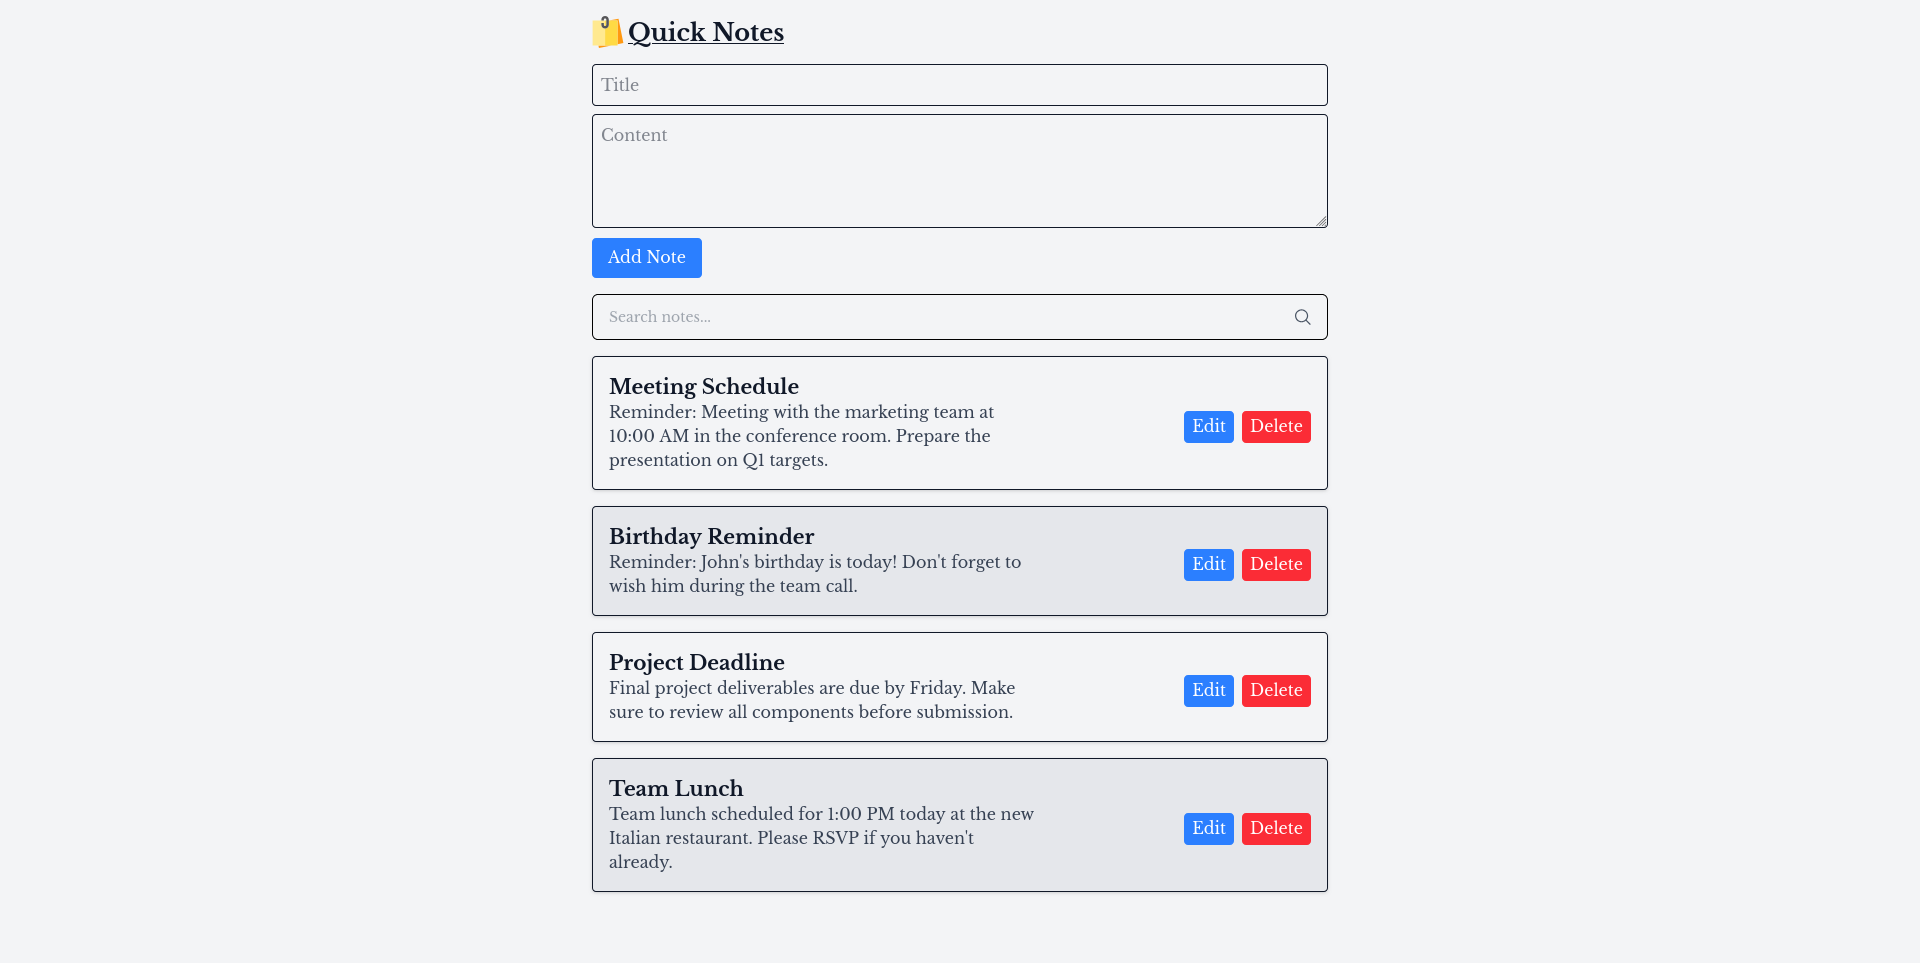 Quick Notes
Title
Content
Add Note
Search notes...
Meeting Schedule
Reminder: Meeting with the marketing team at
10:00 AM in the conference room. Prepare the
presentation on Q1 targets.
Edit Delete
Birthday Reminder
Reminder: John's birthday is today! Don't forget to
wish him during the team call.
Edit Delete
Project Deadline
Final project deliverables are due by Friday. Make
sure to review all components before submission.
Edit Delete
Team Lunch
Team lunch scheduled for 1:00 PM today at the new
Italian restaurant. Please RSVP if you haven't
already.
Edit Delete